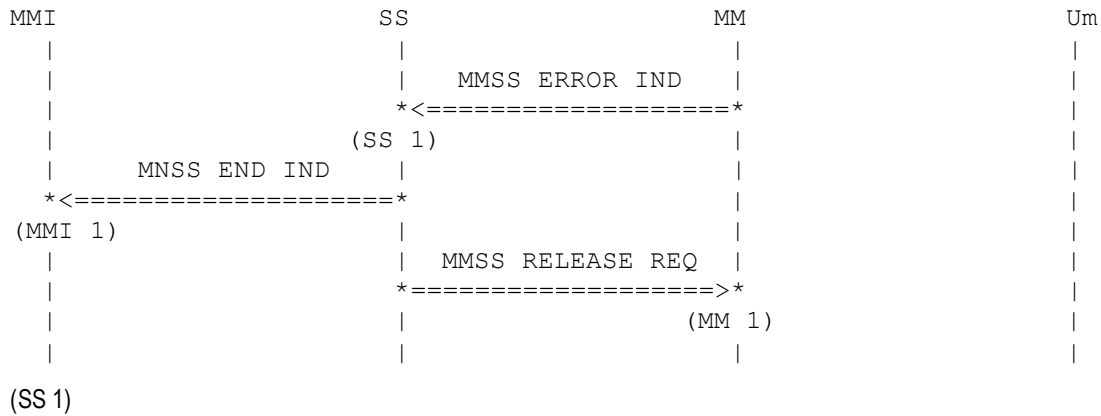 MMI SS MM Um
MMSS ERROR IND
*<====================*
(SS 1)
MNSS END IND
*<====================*
(MMI 1)
MMSS RELEASE REQ
*===================>*
(MM 1)
(SS 1)